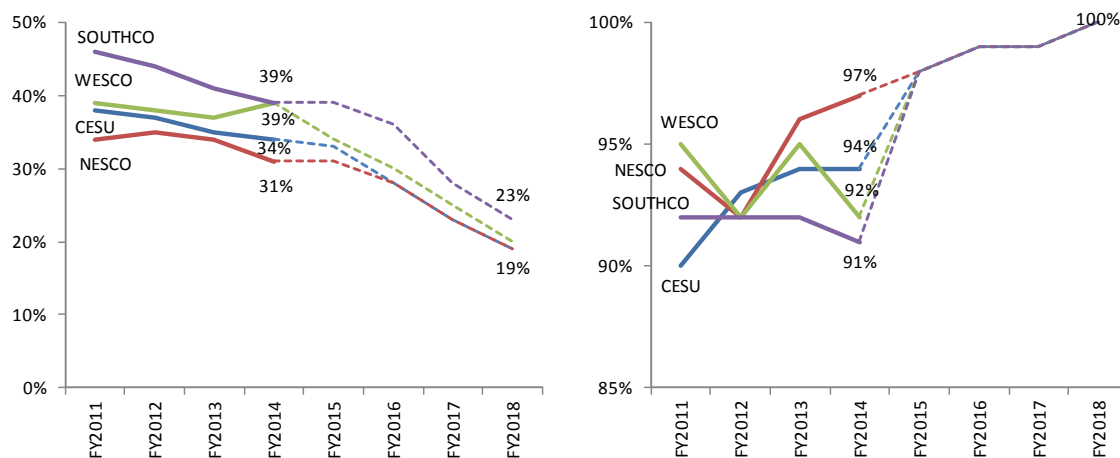 50%
40%
30%
20%
10%
0%
SOUTHCO
WESCO
CESU
NESCO
39%
39%
34%
31%
23%
19%
FY2011
FY2012
FY2013
FY2014
FY2015
FY2016
FY2017
FY2018
100%
95%
90%
85%
WESCO
NESCO
SOUTHCO
CESU
97%
94%
92%
91%
100%
FY2011
FY2012
FY2013
FY2014
FY2015
FY2016
FY2017
FY2018